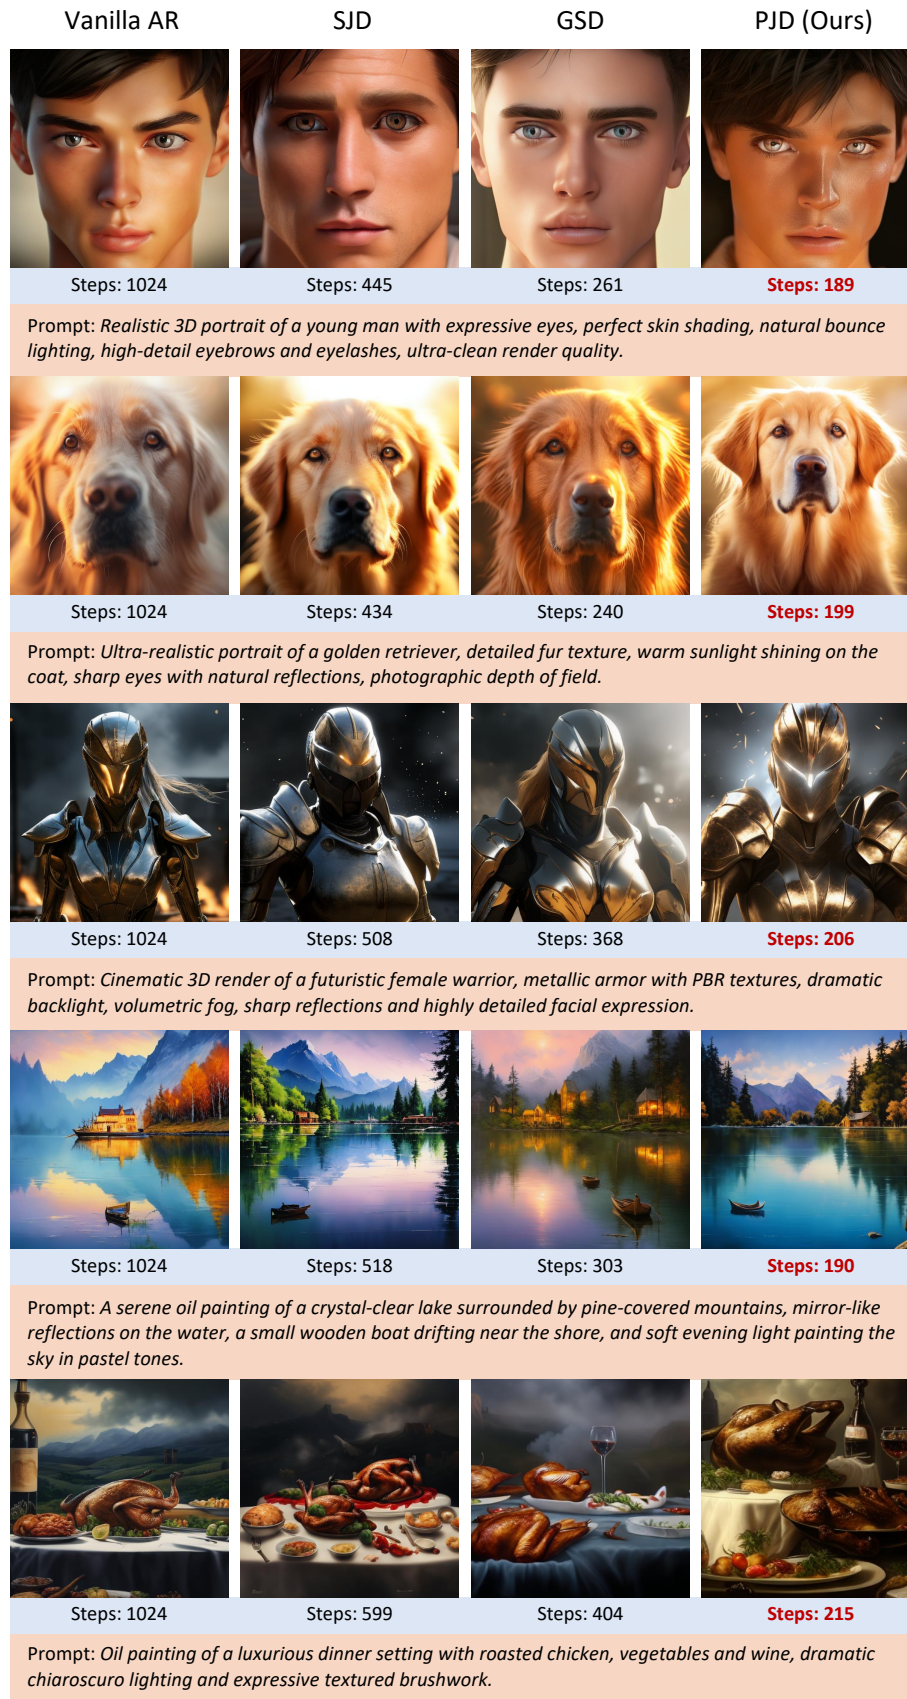 Vanilla AR SJD GSD PJD (Ours)
Steps: 1024 Steps: 445 Steps: 261 Steps: 189
Prompt: Realistic 3D portrait of a young man with expressive eyes, perfect skin shading, natural bounce
lighting, high-detail eyebrows and eyelashes, ultra-clean render quality.
Steps: 1024 Steps: 434 Steps: 240 Steps: 199
Prompt: Ultra-realistic portrait of a golden retriever, detailed fur texture, warm sunlight shining on the
coat, sharp eyes with natural reflections, photographic depth of field.
Steps: 1024 Steps: 508 Steps: 368 Steps: 206
Prompt: Cinematic 3D render of a futuristic female warrior, metallic armor with PBR textures, dramatic
backlight, volumetric fog, sharp reflections and highly detailed facial expression.
Steps: 1024 Steps: 518 Steps: 303 Steps: 190
Prompt: A serene oil painting of a crystal-clear lake surrounded by pine-covered mountains, mirror-like
reflections on the water, a small wooden boat drifting near the shore, and soft evening light painting the
sky in pastel tones.
Steps: 1024 Steps: 599 Steps: 404 Steps: 215
Prompt: Oil painting of a luxurious dinner setting with roasted chicken, vegetables and wine, dramatic
chiaroscuro lighting and expressive textured brushwork.